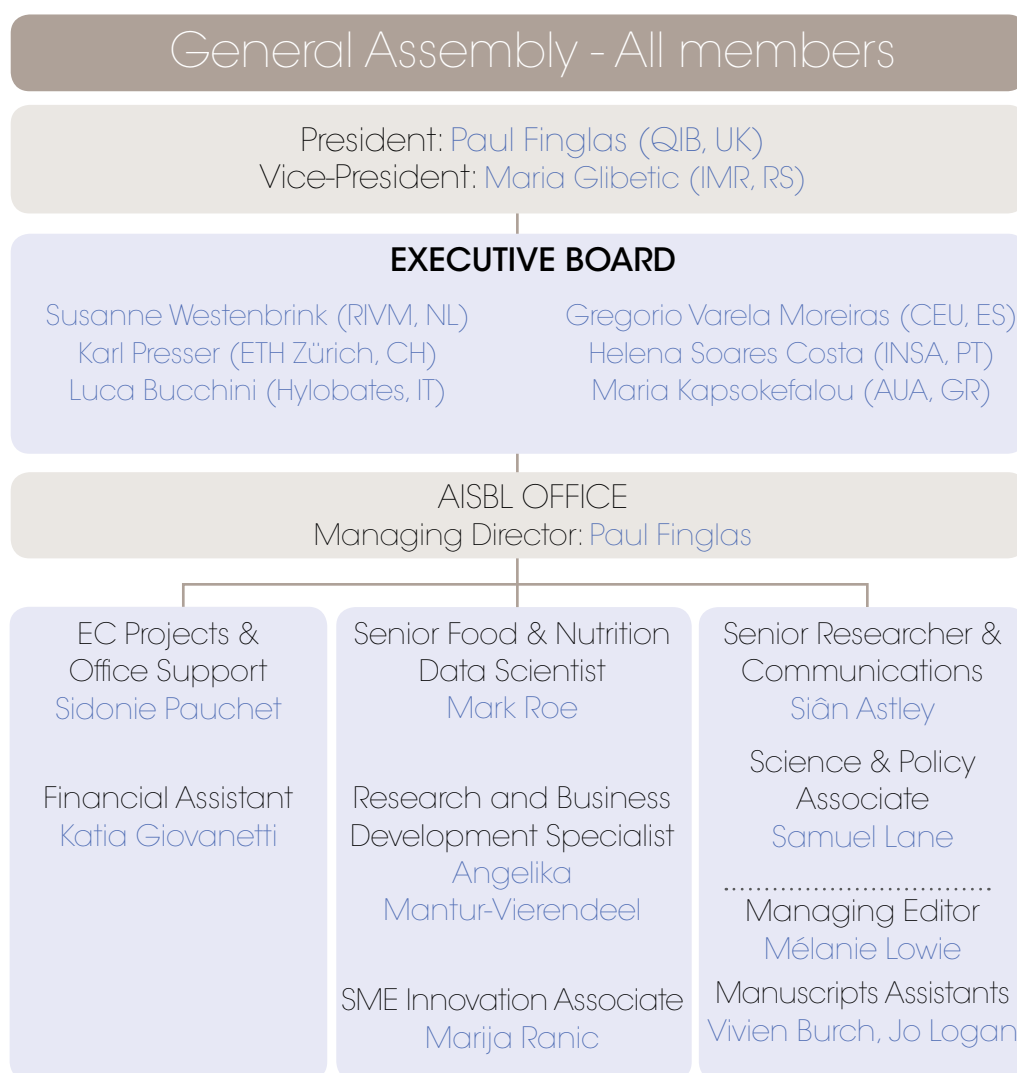 General Assembly - All members
President: Paul Finglas (QIB, UK)
Vice-President: Maria Glibetic (IMR, RS)
EXECUTIVE BOARD
Susanne Westenbrink (RIVM, NL)
Karl Presser (ETH Zürich, CH)
Luca Bucchini (Hylobates, IT)
Gregorio Varela Moreiras (CEU, ES)
Helena Soares Costa (INSA, PT)
Maria Kapsokefalou (AUA, GR)
AISBL OFFICE
Managing Director: Paul Finglas
EC Projects &
Office Support
Sidonie Pauchet
Financial Assistant
Katia Giovanetti
Senior Food & Nutrition
Data Scientist
Mark Roe
Research and Business
Development Specialist
Angelika
Mantur-Vierendeel
SME Innovation Associate
Marija Ranic
Senior Researcher &
Communications
Siân Astley
Science & Policy
Associate
Samuel Lane
................................
Managing Editor
Mélanie Lowie
Manuscripts Assistants
Vivien Burch, Jo Logan